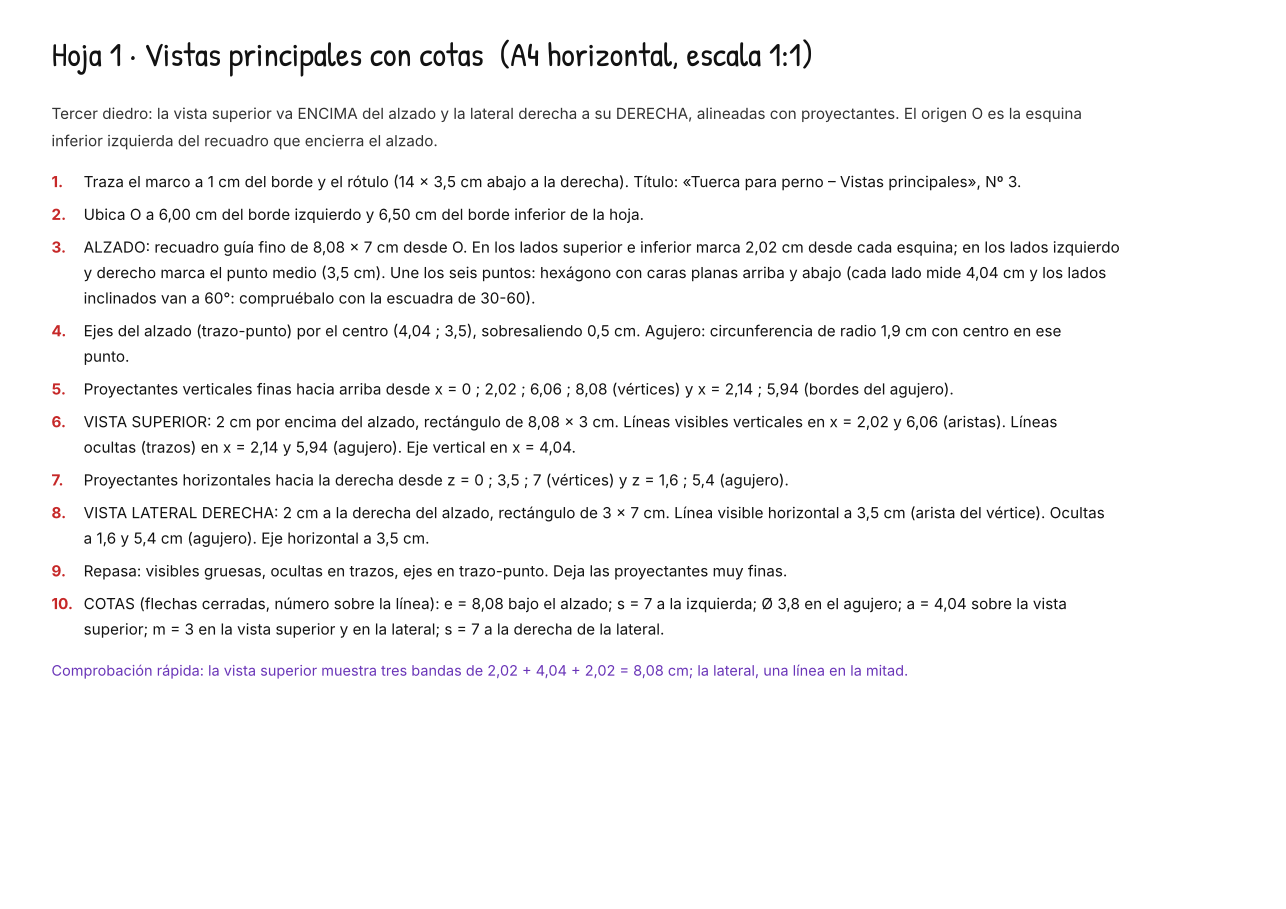 Hoja 1 · Vistas principales con cotas (A4 horizontal, escala 1:1)
Tercer diedro: la vista superior va ENCIMA del alzado y la lateral derecha a su DERECHA, alineadas con proyectantes. El origen O es la esquina
inferior izquierda del recuadro que encierra el alzado.
1. Traza el marco a 1 cm del borde y el rótulo (14 × 3,5 cm abajo a la derecha). Título: «Tuerca para perno – Vistas principales», Nº 3.
2. Ubica O a 6,00 cm del borde izquierdo y 6,50 cm del borde inferior de la hoja.
3. ALZADO: recuadro guía fino de 8,08 × 7 cm desde O. En los lados superior e inferior marca 2,02 cm desde cada esquina; en los lados izquierdo
y derecho marca el punto medio (3,5 cm). Une los seis puntos: hexágono con caras planas arriba y abajo (cada lado mide 4,04 cm y los lados
inclinados van a 60°: compruébalo con la escuadra de 30-60).
4. Ejes del alzado (trazo-punto) por el centro (4,04 ; 3,5), sobresaliendo 0,5 cm. Agujero: circunferencia de radio 1,9 cm con centro en ese
punto.
5. Proyectantes verticales finas hacia arriba desde x = 0 ; 2,02 ; 6,06 ; 8,08 (vértices) y x = 2,14 ; 5,94 (bordes del agujero).
6. VISTA SUPERIOR: 2 cm por encima del alzado, rectángulo de 8,08 × 3 cm. Líneas visibles verticales en x = 2,02 y 6,06 (aristas). Líneas
ocultas (trazos) en x = 2,14 y 5,94 (agujero). Eje vertical en x = 4,04.
7. Proyectantes horizontales hacia la derecha desde z = 0 ; 3,5 ; 7 (vértices) y z = 1,6 ; 5,4 (agujero).
8. VISTA LATERAL DERECHA: 2 cm a la derecha del alzado, rectángulo de 3 × 7 cm. Línea visible horizontal a 3,5 cm (arista del vértice). Ocultas
a 1,6 y 5,4 cm (agujero). Eje horizontal a 3,5 cm.
9. Repasa: visibles gruesas, ocultas en trazos, ejes en trazo-punto. Deja las proyectantes muy finas.
10. COTAS (flechas cerradas, número sobre la línea): e = 8,08 bajo el alzado; s = 7 a la izquierda; Ø 3,8 en el agujero; a = 4,04 sobre la vista
superior; m = 3 en la vista superior y en la lateral; s = 7 a la derecha de la lateral.
Comprobación rápida: la vista superior muestra tres bandas de 2,02 + 4,04 + 2,02 = 8,08 cm; la lateral, una línea en la mitad.